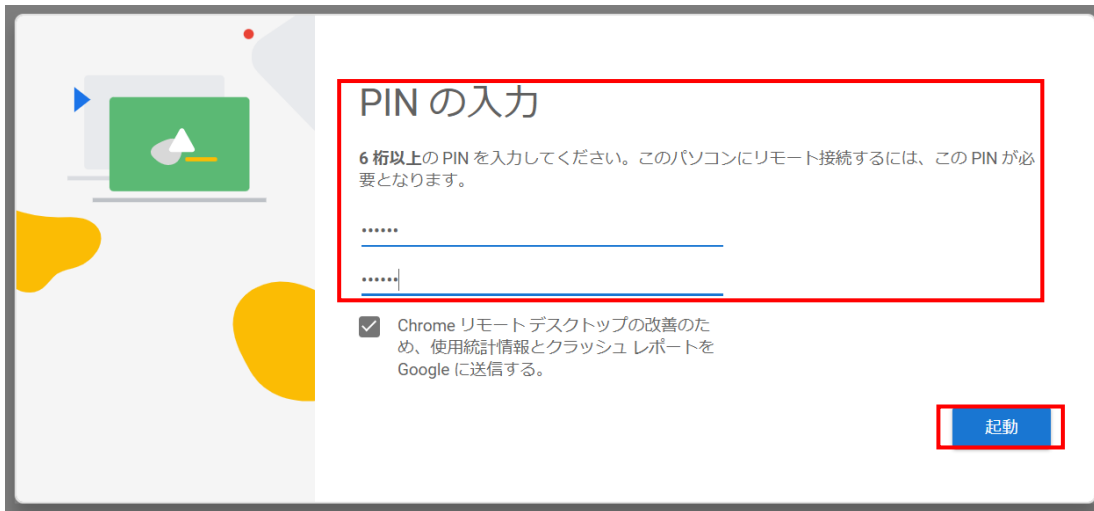 PIN の入力
6 桁以上の PIN を入力してください。このパソコンにリモート接続するには、この PIN が必
要となります。
••••••
••••••
Chrome リモート デスクトップの改善のた
め、使用統計情報とクラッシュ レポートを
Google に送信する。
起動